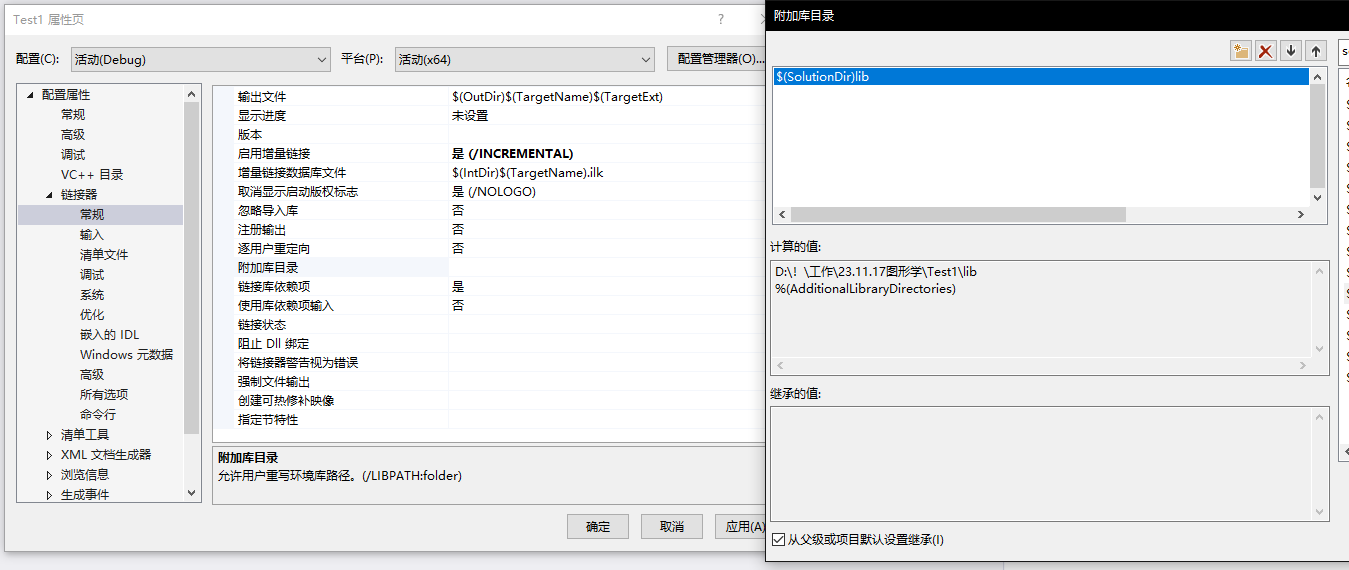 Test1 属性页
配置(C):
活动(Debug)
平台(P):
活动(x64)
配置管理器(O)...
配置属性
常规
高级
调试
VC++ 目录
链接器
常规
输入
清单文件
调试
系统
优化
嵌入的 IDL
Windows 元数据
高级
所有选项
命令行
清单工具
XML 文档生成器
浏览信息
生成事件
输出文件 $(OutDir)$(TargetName)$(TargetExt)
显示进度 未设置
版本
启用增量链接 是 (/INCREMENTAL)
增量链接数据库文件 $(IntDir)$(TargetName).ilk
取消显示启动版权标志 是 (/NOLOGO)
忽略导入库 否
注册输出 否
逐用户重定向 否
附加库目录
链接库依赖项 是
使用库依赖项输入 否
链接状态
阻止 Dll 绑定
将链接器警告视为错误
强制文件输出
创建可热修补映像
指定节特性
附加库目录
允许用户重写环境库路径。(/LIBPATH:folder)
确定
取消
应用(A)
附加库目录
$(SolutionDir)lib
计算的值:
D:\！\工作\23.11.17图形学\Test1\lib
%(AdditionalLibraryDirectories)
继承的值:
从父级或项目默认设置继承(I)